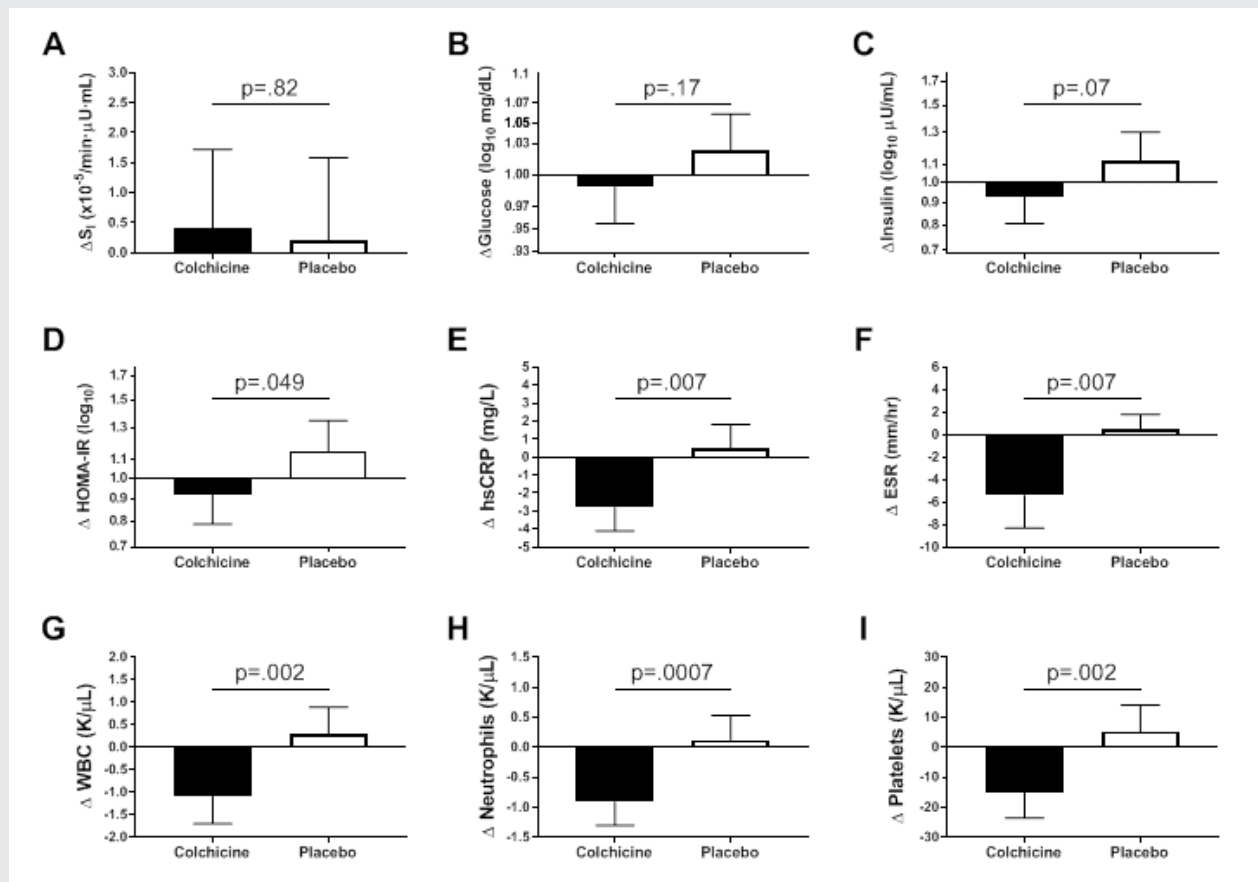 A
ΔS_I (x10⁻⁵/min·μU·mL)
3.0
2.5
2.0
1.5
1.0
0.5
0.0
p=.82
Colchicine Placebo
B
ΔGlucose (log₁₀ mg/dL)
1.1
1.07
1.05
1.03
1.00
0.97
.95
.93
p=.17
Colchicine Placebo
C
ΔInsulin (log₁₀ μU/mL)
1.7
1.5
1.3
1.1
1.0
0.9
0.8
0.7
p=.07
Colchicine Placebo
D
Δ HOMA-IR (log₁₀)
1.7
1.5
1.3
1.1
1.0
0.9
0.8
0.7
p=.049
Colchicine Placebo
E
Δ hsCRP (mg/L)
5
4
3
2
1
0
-1
-2
-3
-4
-5
p=.007
Colchicine Placebo
F
Δ ESR (mm/hr)
6
4
2
0
-2
-4
-6
-8
-10
p=.007
Colchicine Placebo
G
Δ WBC (K/μL)
2.0
1.5
1.0
0.5
0.0
-0.5
-1.0
-1.5
-2.0
p=.002
Colchicine Placebo
H
Δ Neutrophils (K/μL)
1.5
1.0
0.5
0.0
-0.5
-1.0
-1.5
p=.0007
Colchicine Placebo
I
Δ Platelets (K/μL)
30
20
10
0
-10
-20
-30
p=.002
Colchicine Placebo